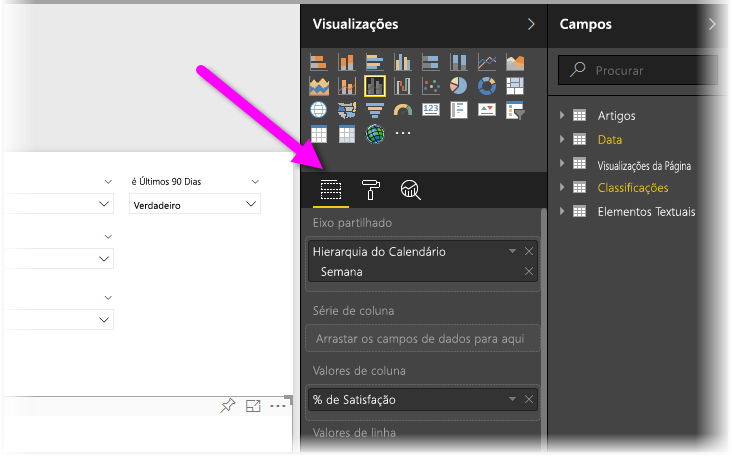 Visualizações
Campos
Procurar
123
Artigos
Data
Visualizações da Página
Classificações
Elementos Textuais
é Últimos 90 Dias
Verdadeiro
Eixo partilhado
Hierarquia do Calendário
Semana
Série de coluna
Arrastar os campos de dados para aqui
Valores de coluna
% de Satisfação
Valores de linha